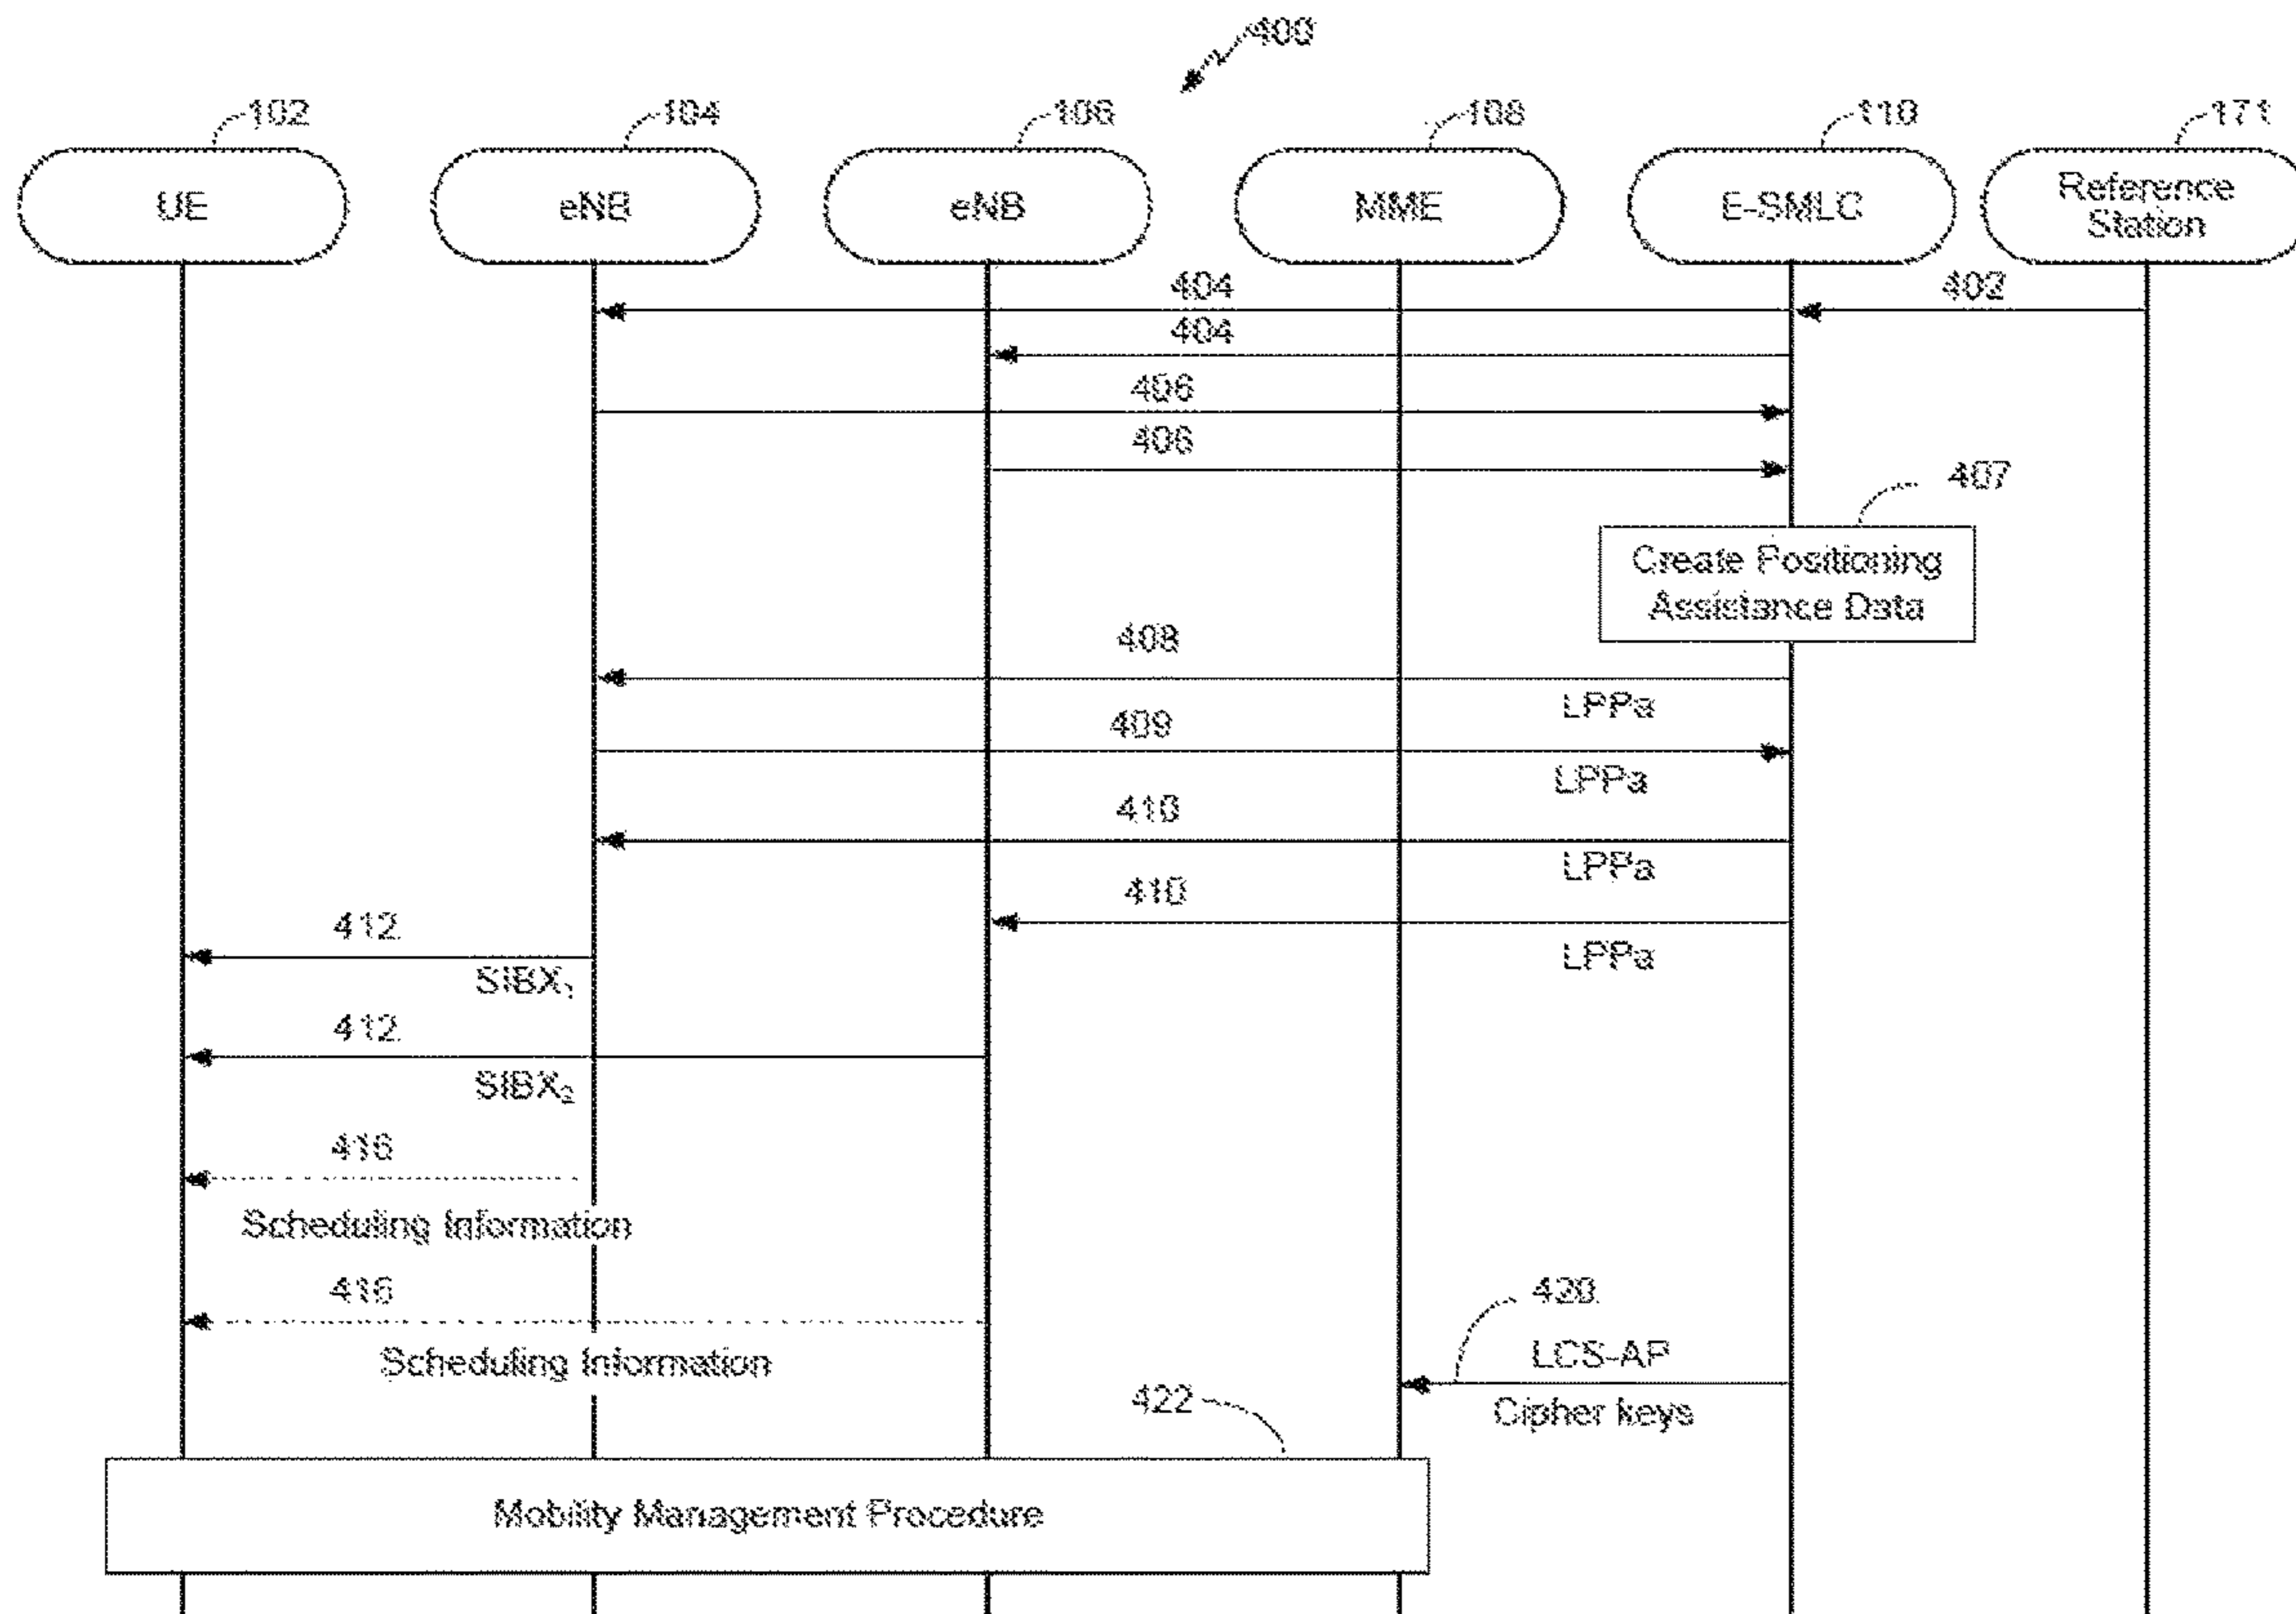 400
102
104
106
108
110
171
UE
eNB
eNB
MME
E-SMLC
Reference
Station
404
402
404
406
406
407
Create Positioning
Assistance Data
408
LPPa
409
LPPa
410
LPPa
410
LPPa
412
SIBX1
412
SIBX2
416
Scheduling Information
416
Scheduling Information
420
LCS-AP
Cipher keys
422
Mobility Management Procedure